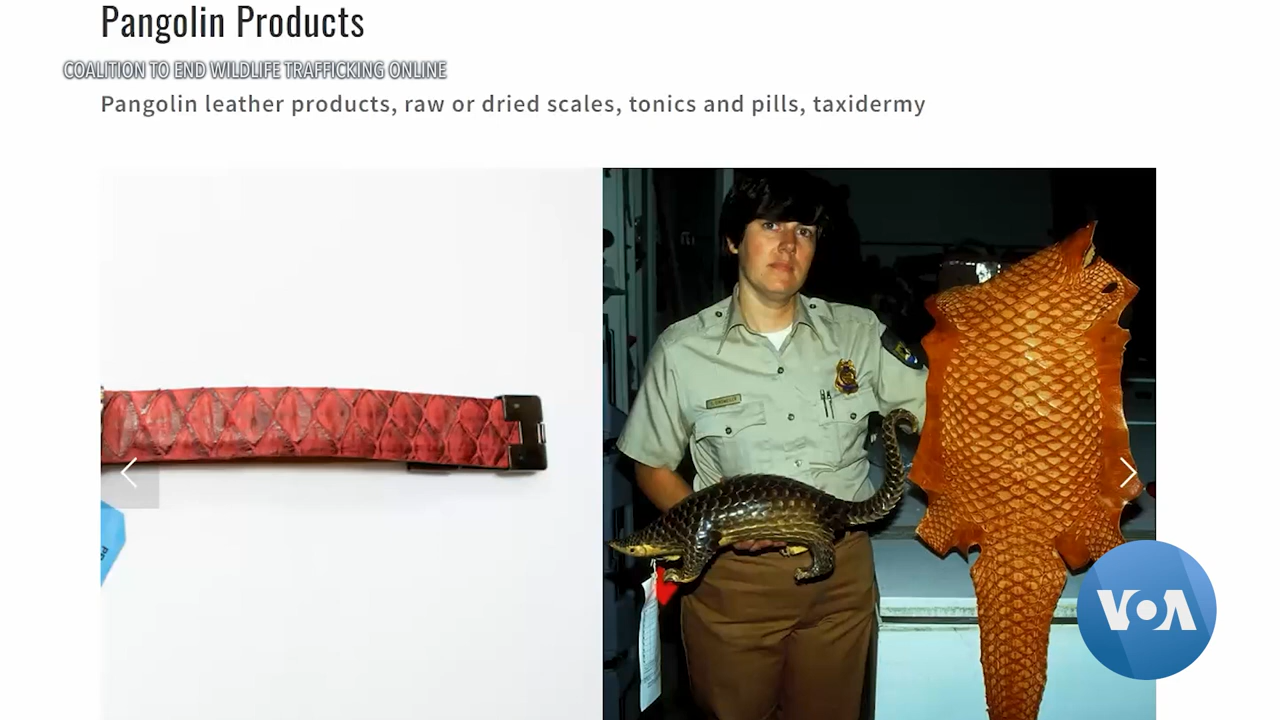 Pangolin Products
COALITION TO END WILDLIFE TRAFFICKING ONLINE
Pangolin leather products, raw or dried scales, tonics and pills, taxidermy
VOA